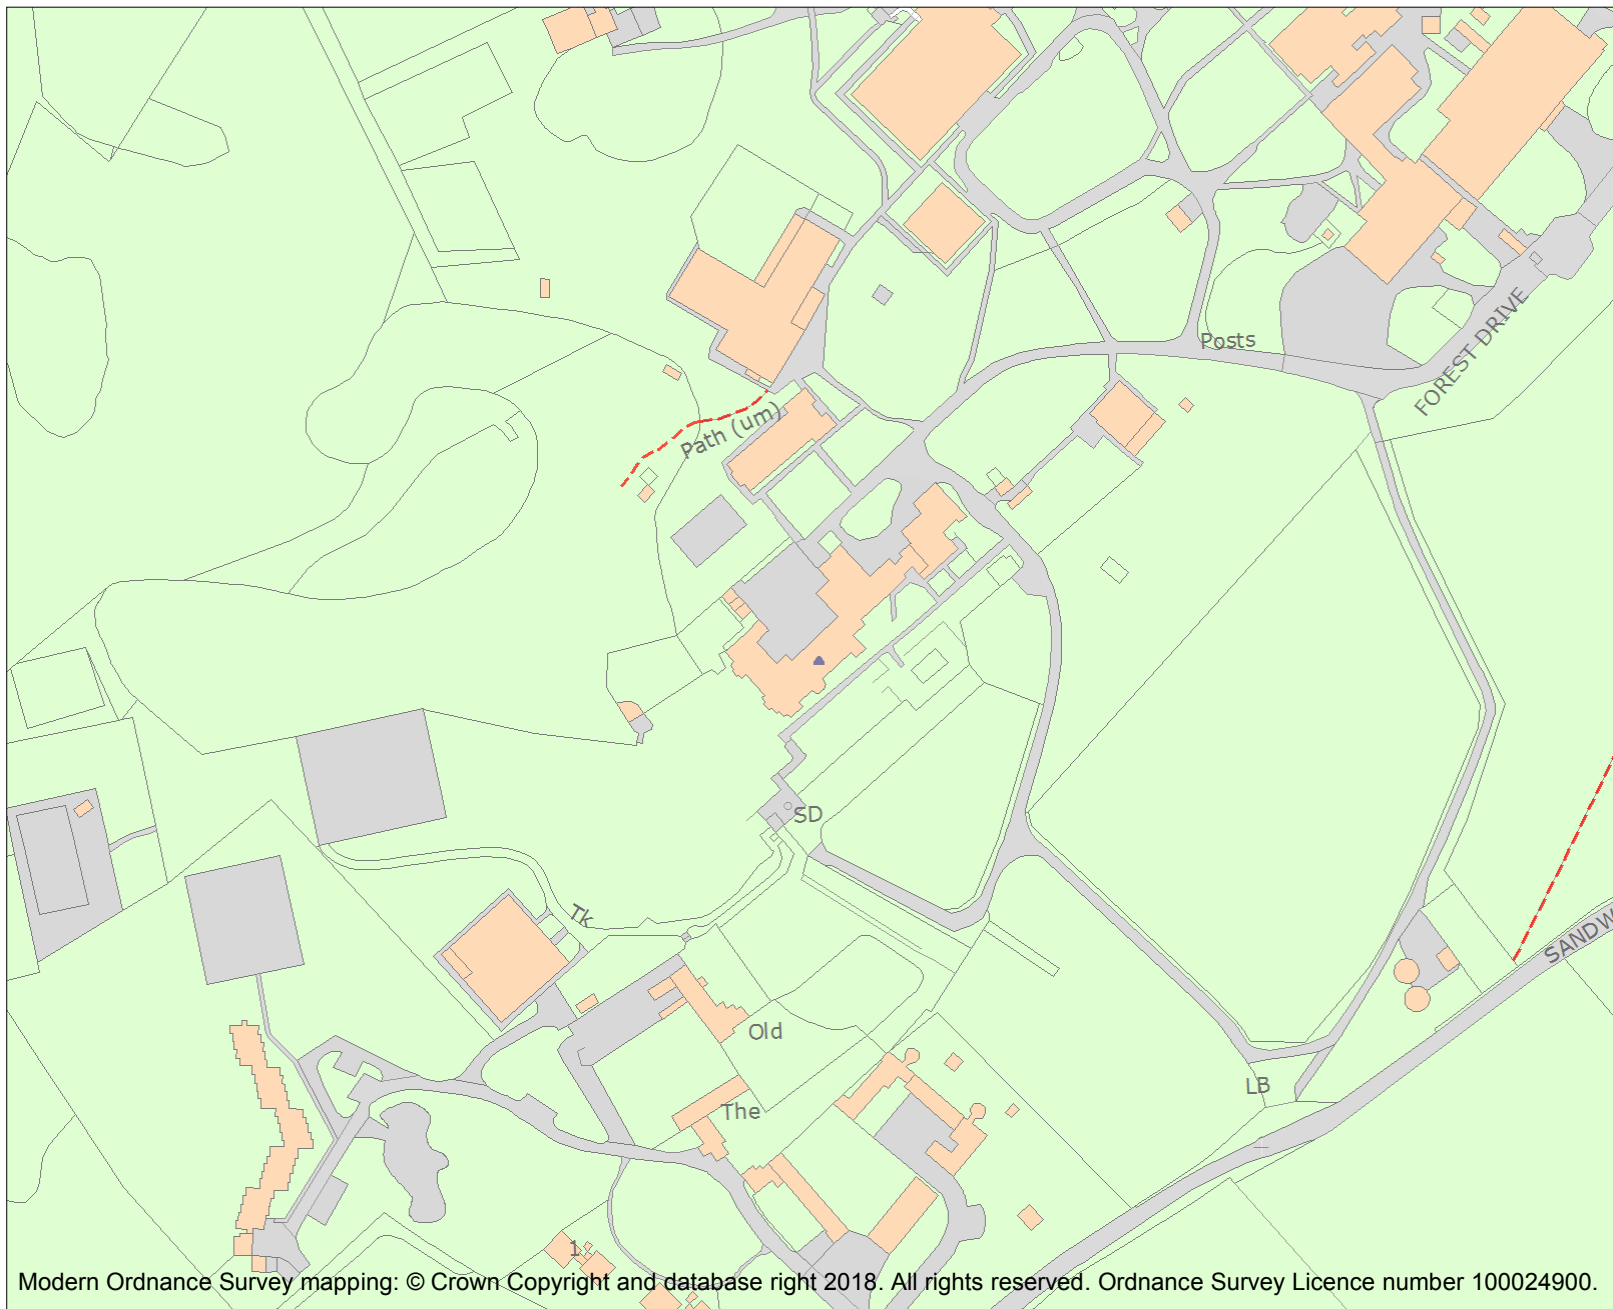 Posts
FOREST DRIVE
Path (um)
SD
Tk
SANDW
Old
LB
The
1
Modern Ordnance Survey mapping: © Crown Copyright and database right 2018. All rights reserved. Ordnance Survey Licence number 100024900.